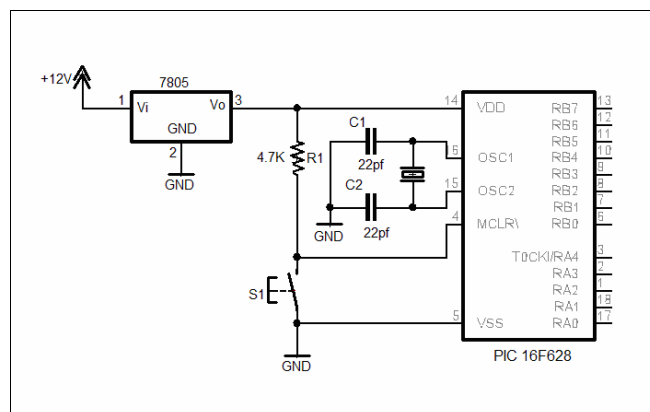 +12V
7805
1 Vi Vo 3
GND
2
GND
4.7K R1
C1
22pf
C2
22pf
GND
S1
GND
14 VDD RB7 13
RB6 12
RB5 11
16 OSC1 RB4 10
RB3 9
15 OSC2 RB2 8
RB1 7
4 MCLR\ RB0 6
T0CKI/RA4 3
RA3 2
RA2 1
RA1 18
5 VSS RA0 17
PIC 16F628